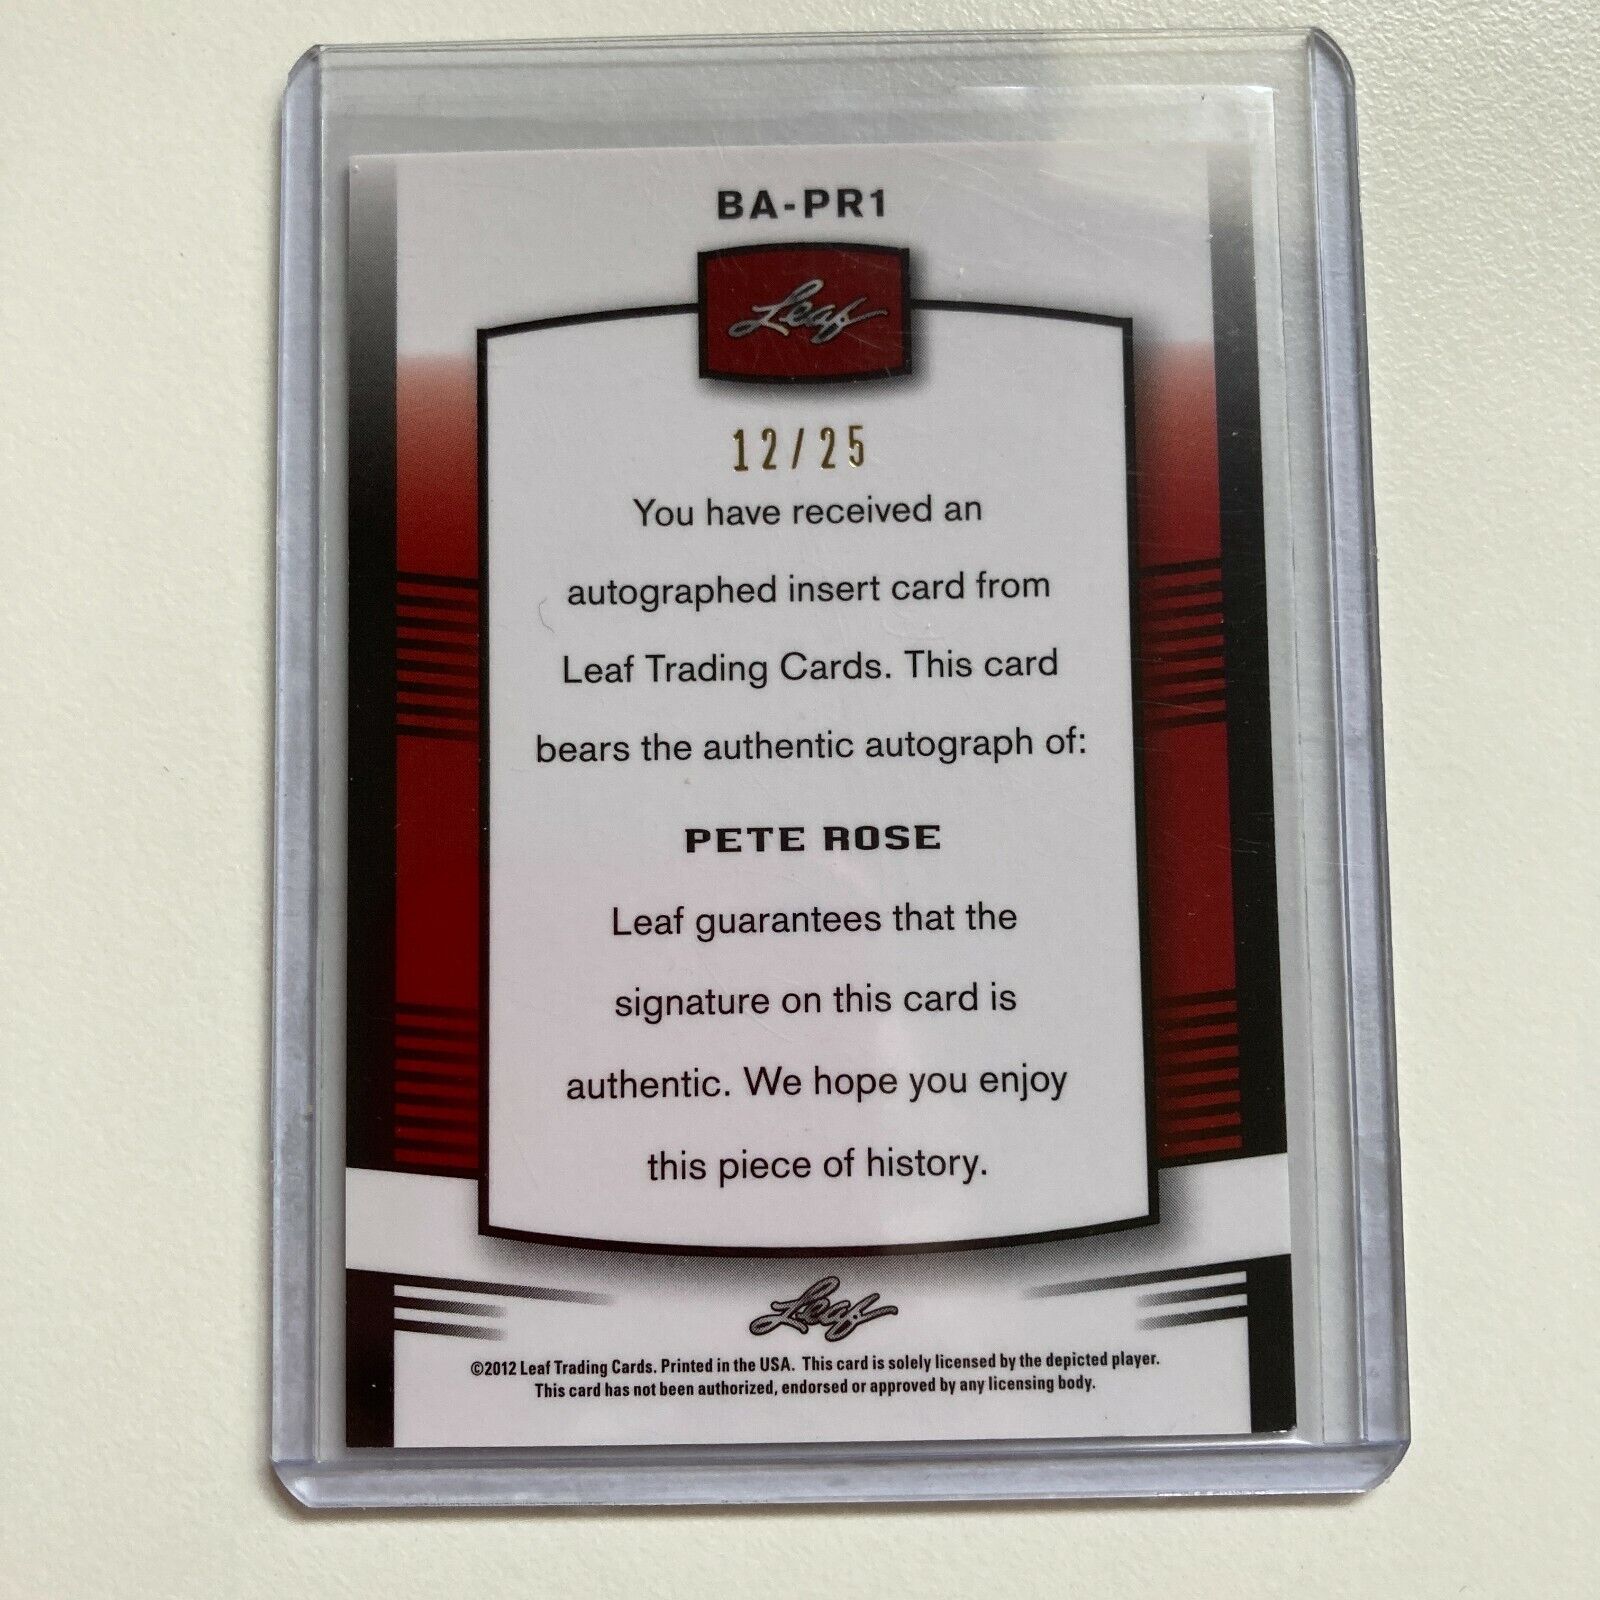 BA-PR1
Leaf
12/25
You have received an
autographed insert card from
Leaf Trading Cards. This card
bears the authentic autograph of:
PETE ROSE
Leaf guarantees that the
signature on this card is
authentic. We hope you enjoy
this piece of history.
Leaf
©2012 Leaf Trading Cards. Printed in the USA. This card is solely licensed by the depicted player.
This card has not been authorized, endorsed or approved by any licensing body.